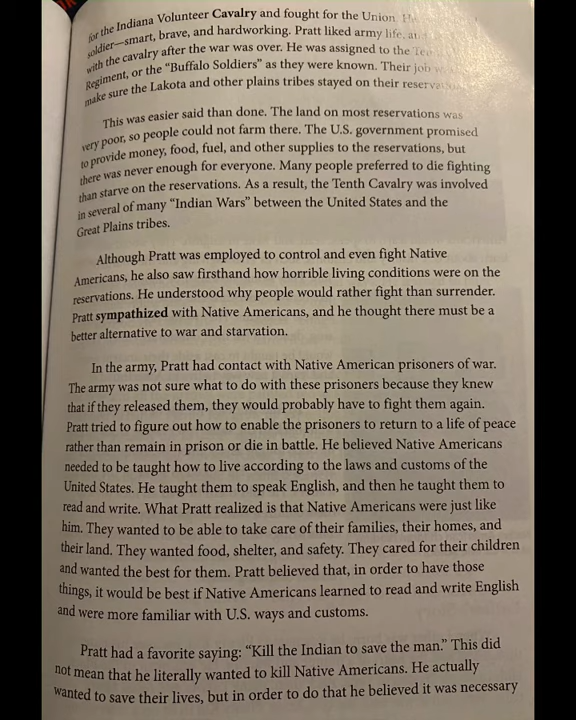 for the Indiana Volunteer Cavalry and fought for the Union. He
soldier—smart, brave, and hardworking. Pratt liked army life, and
with the cavalry after the war was over. He was assigned to the Tenth
Regiment, or the “Buffalo Soldiers” as they were known. Their job was
make sure the Lakota and other plains tribes stayed on their reservations.
This was easier said than done. The land on most reservations was
very poor, so people could not farm there. The U.S. government promised
to provide money, food, fuel, and other supplies to the reservations, but
there was never enough for everyone. Many people preferred to die fighting
than starve on the reservations. As a result, the Tenth Cavalry was involved
in several of many “Indian Wars” between the United States and the
Great Plains tribes.
Although Pratt was employed to control and even fight Native
Americans, he also saw firsthand how horrible living conditions were on the
reservations. He understood why people would rather fight than surrender.
Pratt sympathized with Native Americans, and he thought there must be a
better alternative to war and starvation.
In the army, Pratt had contact with Native American prisoners of war.
The army was not sure what to do with these prisoners because they knew
that if they released them, they would probably have to fight them again.
Pratt tried to figure out how to enable the prisoners to return to a life of peace
rather than remain in prison or die in battle. He believed Native Americans
needed to be taught how to live according to the laws and customs of the
United States. He taught them to speak English, and then he taught them to
read and write. What Pratt realized is that Native Americans were just like
him. They wanted to be able to take care of their families, their homes, and
their land. They wanted food, shelter, and safety. They cared for their children
and wanted the best for them. Pratt believed that, in order to have those
things, it would be best if Native Americans learned to read and write English
and were more familiar with U.S. ways and customs.
Pratt had a favorite saying: “Kill the Indian to save the man.” This did
not mean that he literally wanted to kill Native Americans. He actually
wanted to save their lives, but in order to do that he believed it was necessary